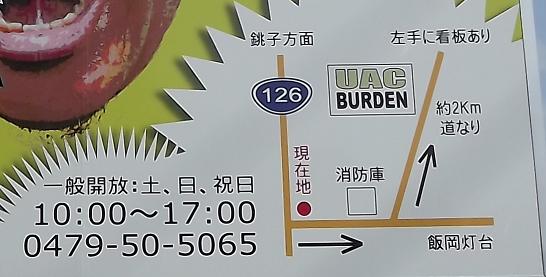 銚子方面
左手に看板あり
126
UAC
BURDEN
約2Km
道なり
現在地
消防庫
一般開放:土、日、祝日
10:00～17:00
0479-50-5065
飯岡灯台